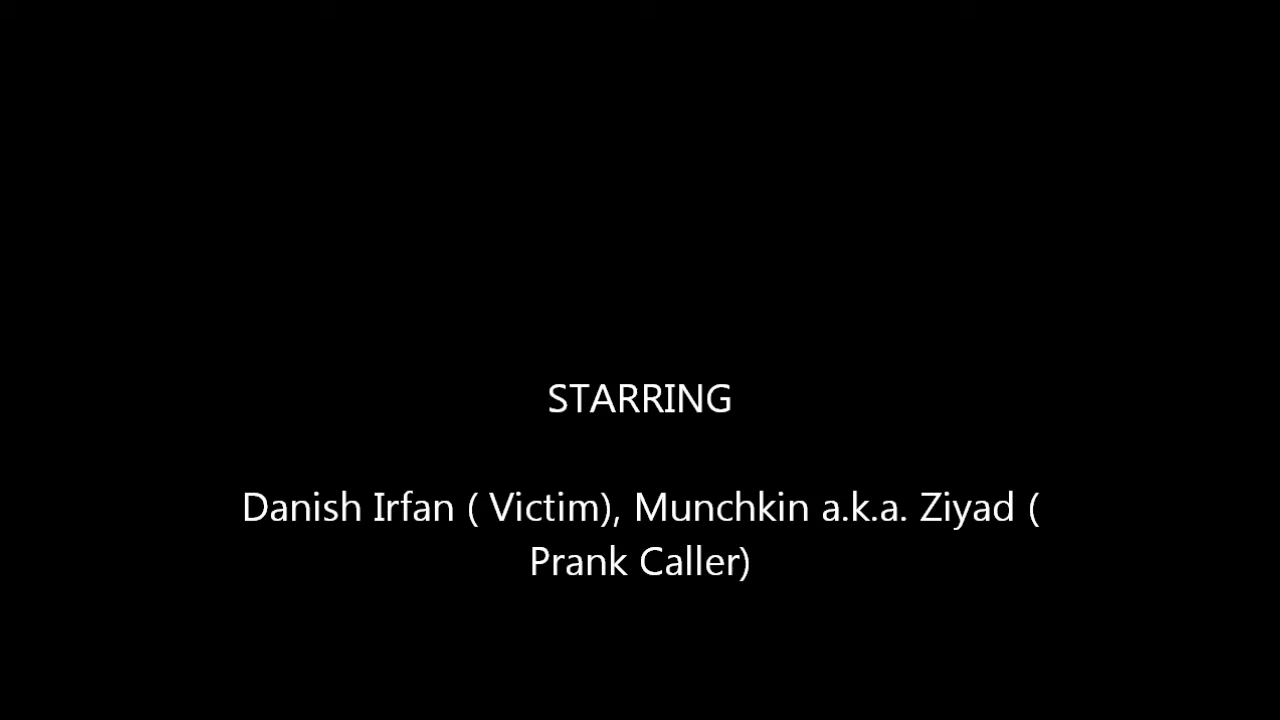 STARRING
Danish Irfan ( Victim), Munchkin a.k.a. Ziyad (
Prank Caller)